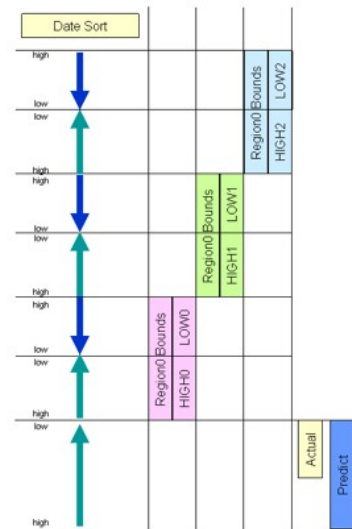 Date Sort
high
low
low
high
high
low
low
high
high
low
low
high
low
high
Region0 Bounds
LOW2
HIGH2
Region0 Bounds
LOW1
HIGH1
Region0 Bounds
LOW0
HIGH0
Actual
Predict